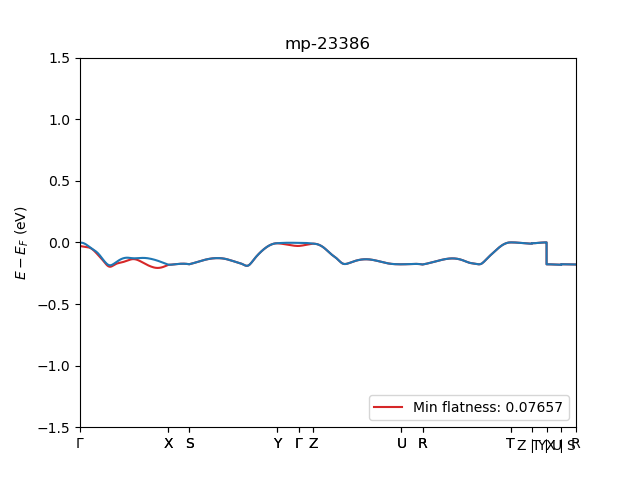 mp-23386
1.5
1.0
0.5
0.0
−0.5
−1.0
−1.5
E − E_F (eV)
Min flatness: 0.07657
Γ X S Y Γ Z U R T Z | T Y | X U | S R